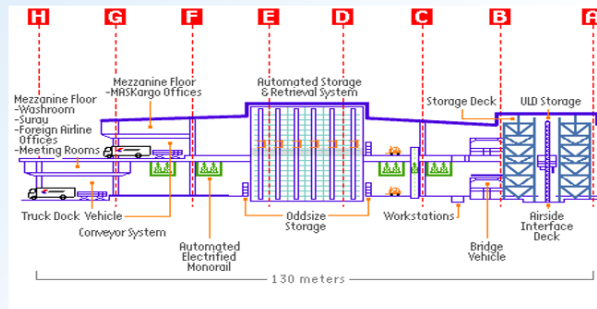 H G F E D C B A
Mezzanine Floor
-Washroom
-Surau
-Foreign Airline
Offices
-Meeting Rooms
Mezzanine Floor
-MASKargo Offices
Automated Storage
& Retrieval System
Storage Deck
ULD Storage
Truck Dock Vehicle
Conveyor System
Automated
Electrified
Monorail
Oddsize
Storage
Workstations
Bridge
Vehicle
Airside
Interface
Deck
130 meters